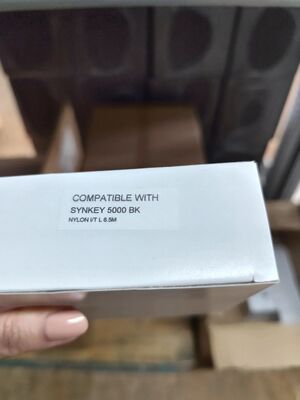 COMPATIBLE WITH
SYNKEY 5000 BK
NYLON I/T L 6.5M